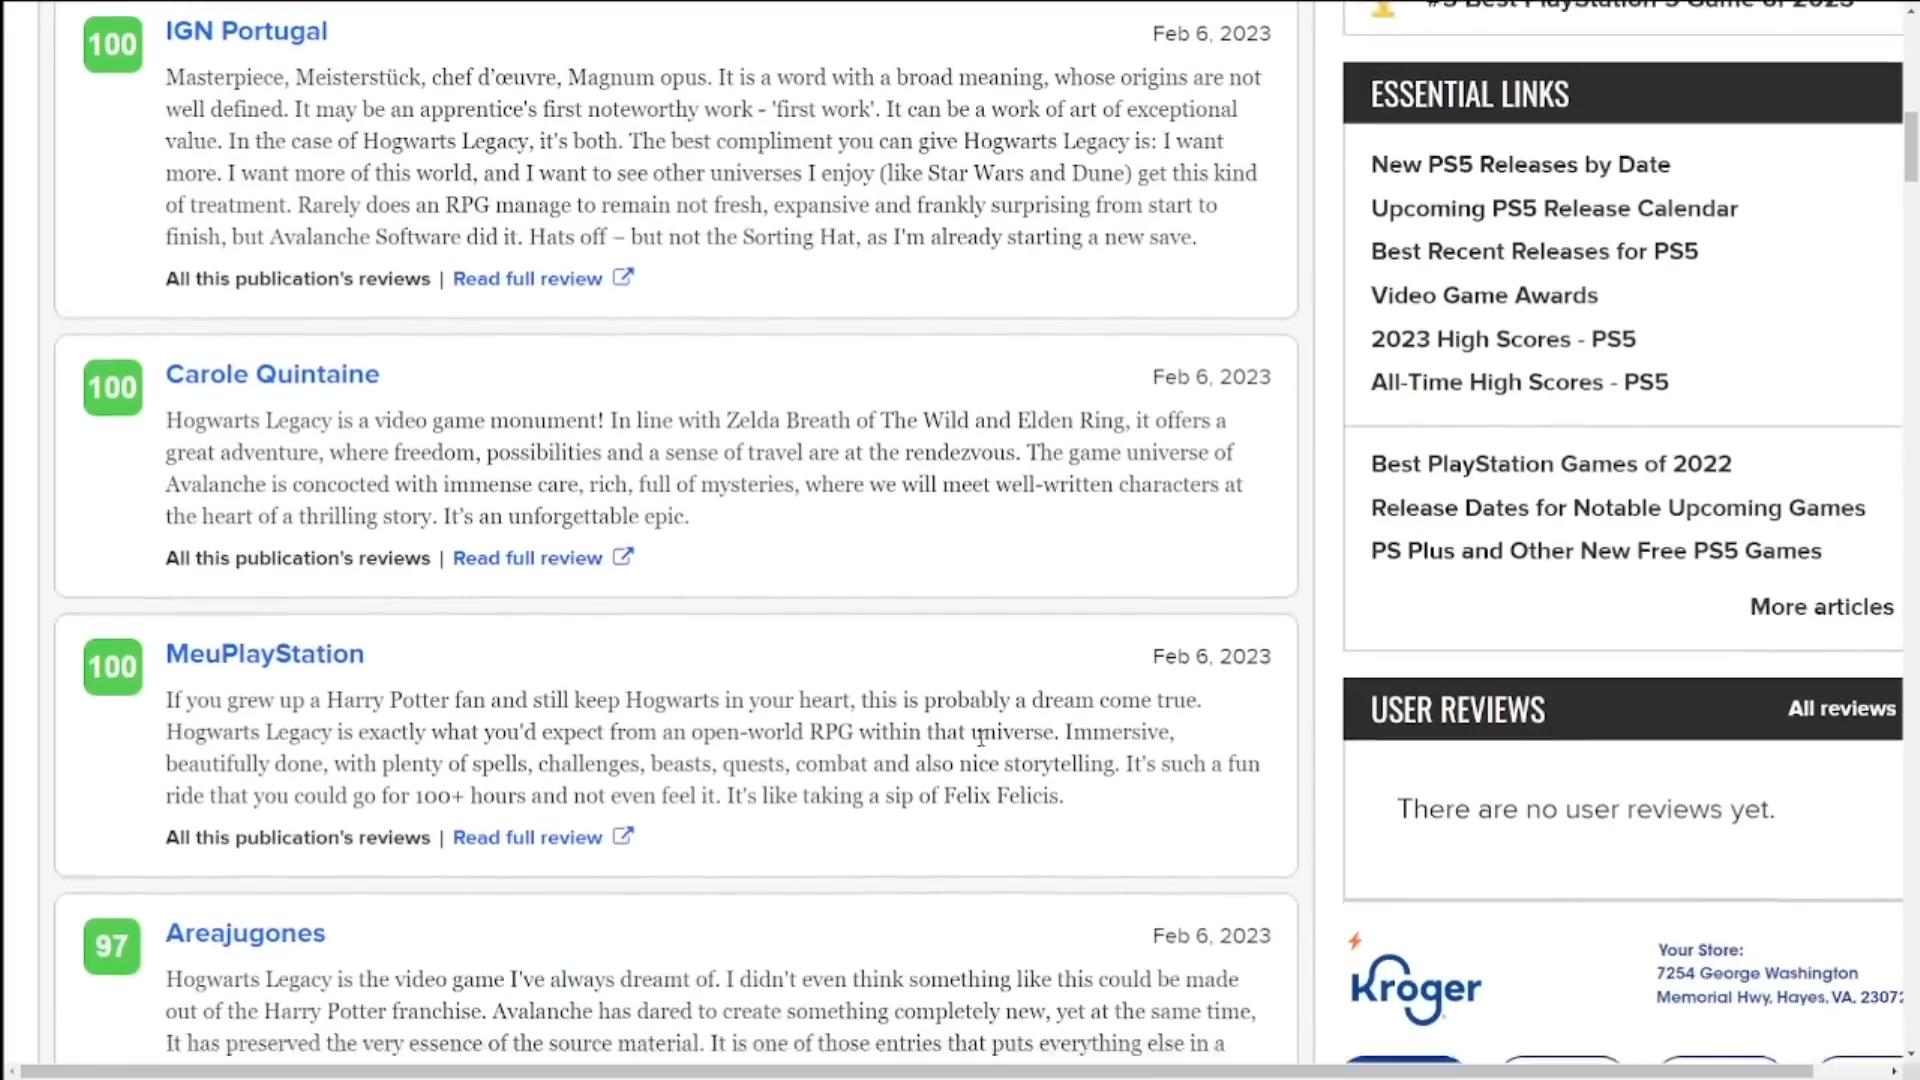 #5 Best PlayStation 5 Game of 2023
100
IGN Portugal
Feb 6, 2023
Masterpiece, Meisterstück, chef d’œuvre, Magnum opus. It is a word with a broad meaning, whose origins are not
well defined. It may be an apprentice's first noteworthy work - 'first work'. It can be a work of art of exceptional
value. In the case of Hogwarts Legacy, it's both. The best compliment you can give Hogwarts Legacy is: I want
more. I want more of this world, and I want to see other universes I enjoy (like Star Wars and Dune) get this kind
of treatment. Rarely does an RPG manage to remain not fresh, expansive and frankly surprising from start to
finish, but Avalanche Software did it. Hats off – but not the Sorting Hat, as I'm already starting a new save.
All this publication's reviews | Read full review
100
Carole Quintaine
Feb 6, 2023
Hogwarts Legacy is a video game monument! In line with Zelda Breath of The Wild and Elden Ring, it offers a
great adventure, where freedom, possibilities and a sense of travel are at the rendezvous. The game universe of
Avalanche is concocted with immense care, rich, full of mysteries, where we will meet well-written characters at
the heart of a thrilling story. It’s an unforgettable epic.
All this publication's reviews | Read full review
100
MeuPlayStation
Feb 6, 2023
If you grew up a Harry Potter fan and still keep Hogwarts in your heart, this is probably a dream come true.
Hogwarts Legacy is exactly what you'd expect from an open-world RPG within that universe. Immersive,
beautifully done, with plenty of spells, challenges, beasts, quests, combat and also nice storytelling. It's such a fun
ride that you could go for 100+ hours and not even feel it. It's like taking a sip of Felix Felicis.
All this publication's reviews | Read full review
97
Areajugones
Feb 6, 2023
Hogwarts Legacy is the video game I've always dreamt of. I didn't even think something like this could be made
out of the Harry Potter franchise. Avalanche has dared to create something completely new, yet at the same time,
It has preserved the very essence of the source material. It is one of those entries that puts everything else in a
ESSENTIAL LINKS
New PS5 Releases by Date
Upcoming PS5 Release Calendar
Best Recent Releases for PS5
Video Game Awards
2023 High Scores - PS5
All-Time High Scores - PS5
Best PlayStation Games of 2022
Release Dates for Notable Upcoming Games
PS Plus and Other New Free PS5 Games
More articles
USER REVIEWS
All reviews
There are no user reviews yet.
Kroger
Your Store:
7254 George Washington
Memorial Hwy, Hayes, VA, 23072